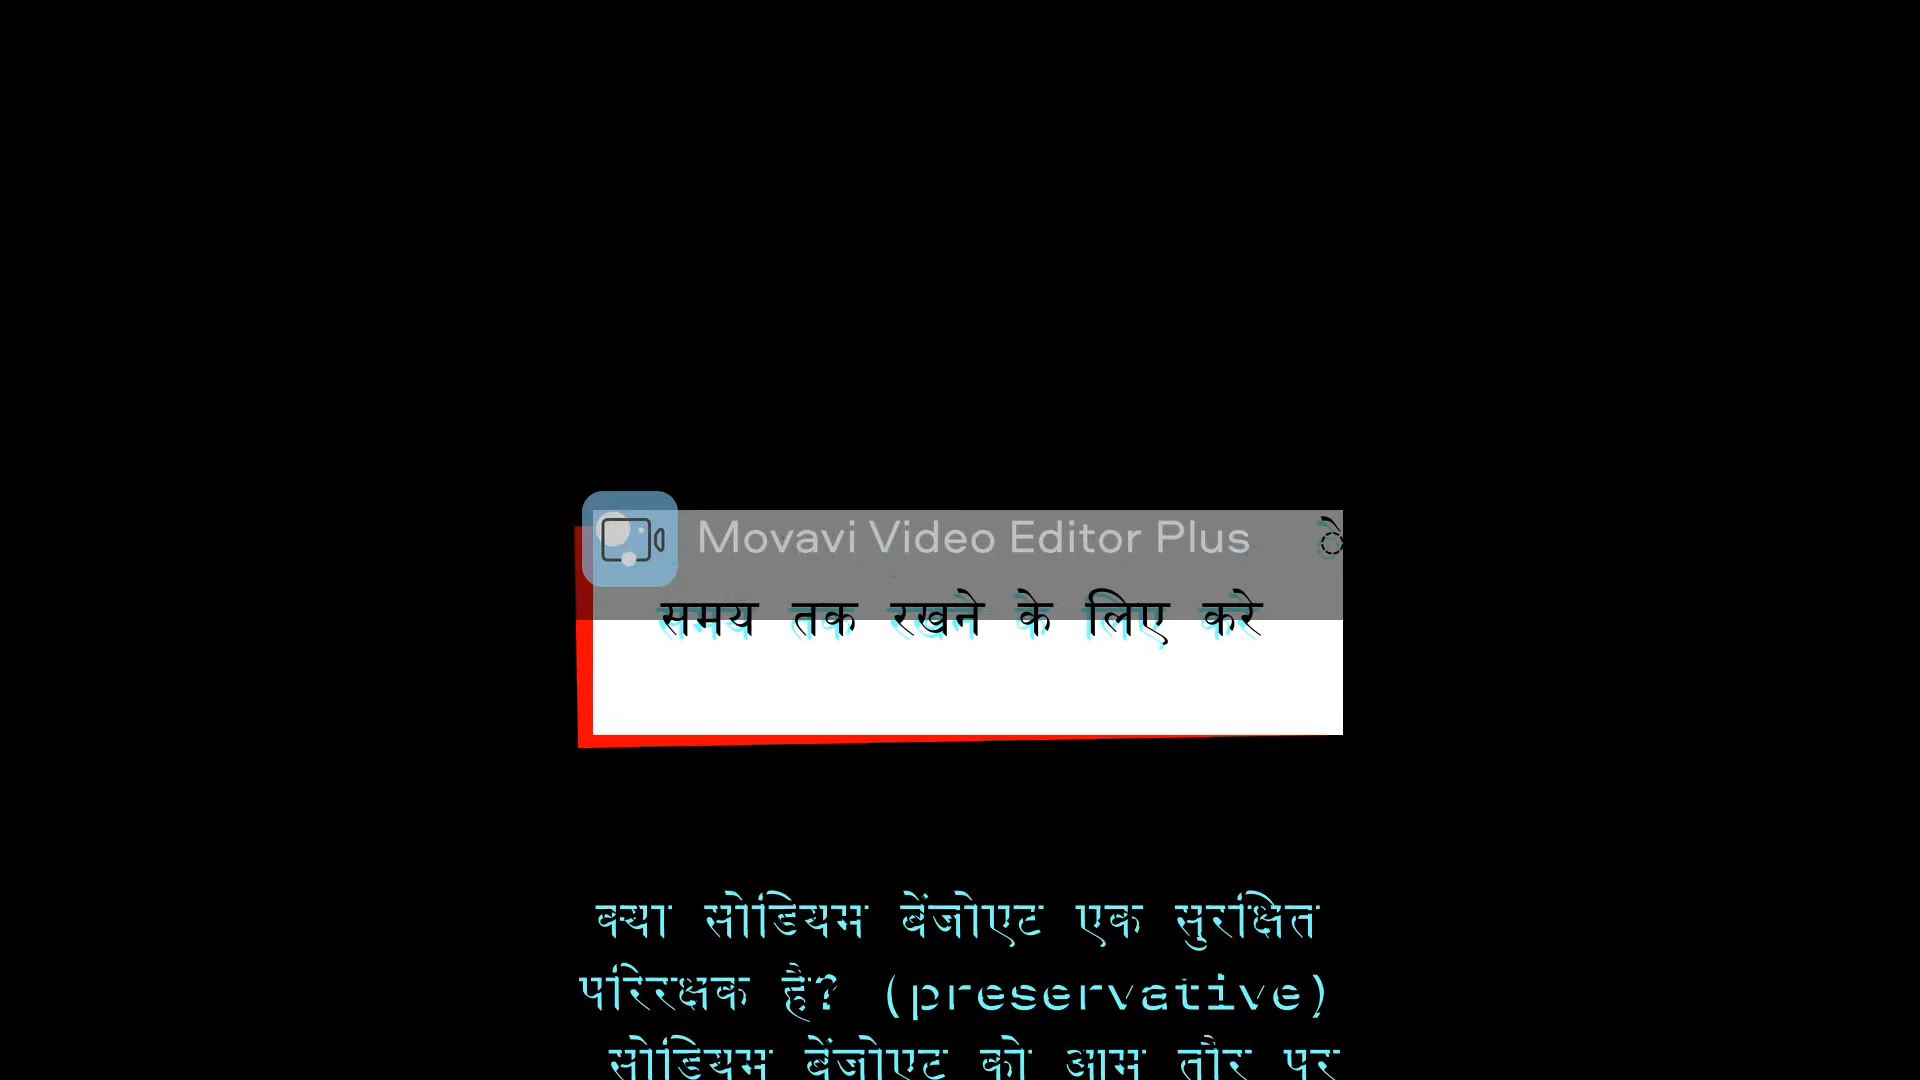 Movavi Video Editor Plus
समय तक रखने के लिए करे
क्या सोडियम बेंजोएट एक सुरक्षित
परिरक्षक है? (preservative)
सोडियम बेंजोएट को आम तौर पर